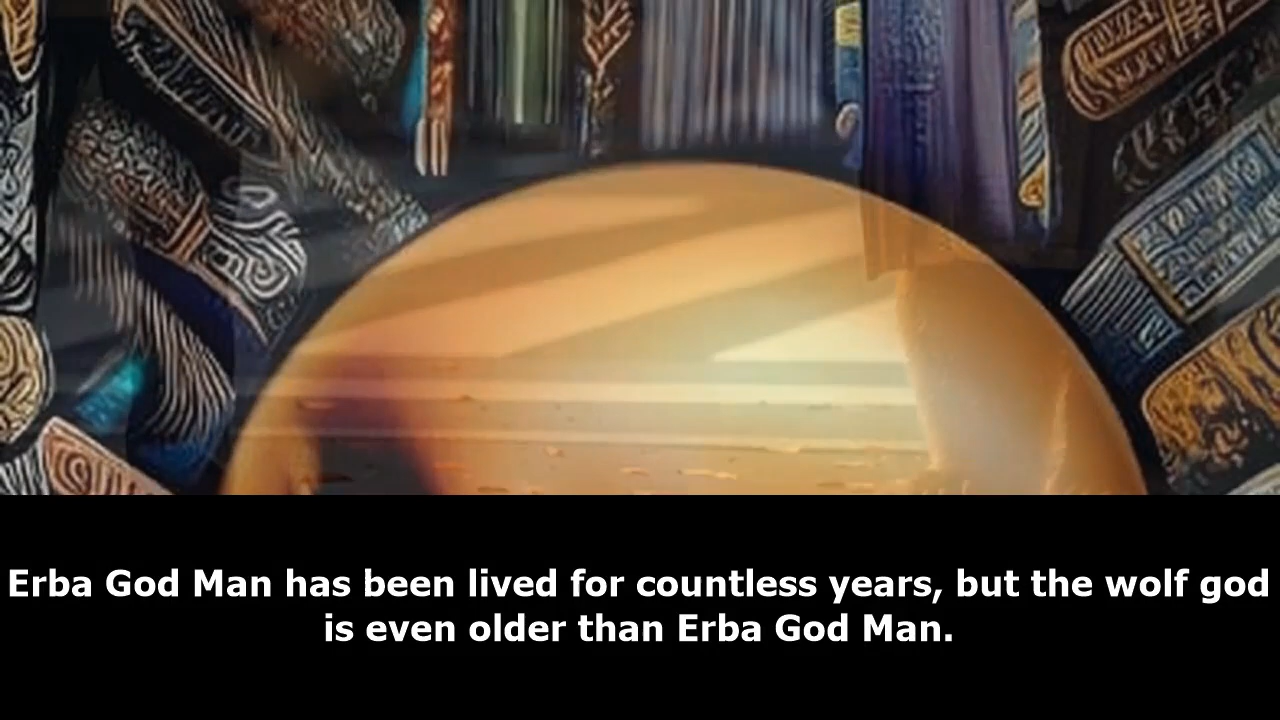 Erba God Man has been lived for countless years, but the wolf god
is even older than Erba God Man.